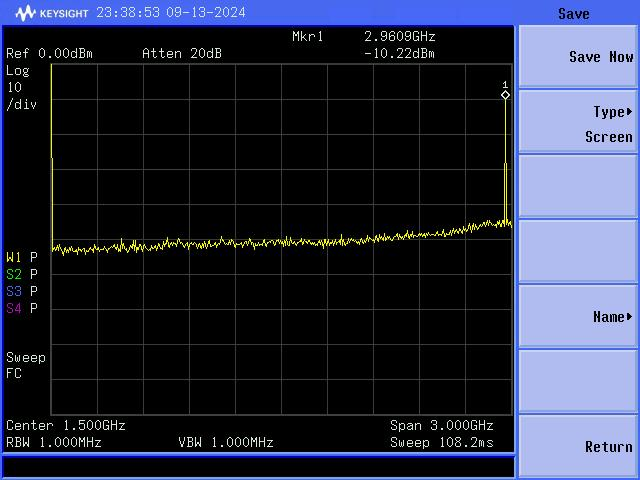 KEYSIGHT 23:38:53 09-13-2024 Save
Mkr1 2.9609GHz
Ref 0.00dBm Atten 20dB -10.22dBm
Log
10
/div
1
W1 P
S2 P
S3 P
S4 P
Sweep
FC
Center 1.500GHz Span 3.000GHz
RBW 1.000MHz VBW 1.000MHz Sweep 108.2ms
Save Now
Type▸
Screen
Name▸
Return